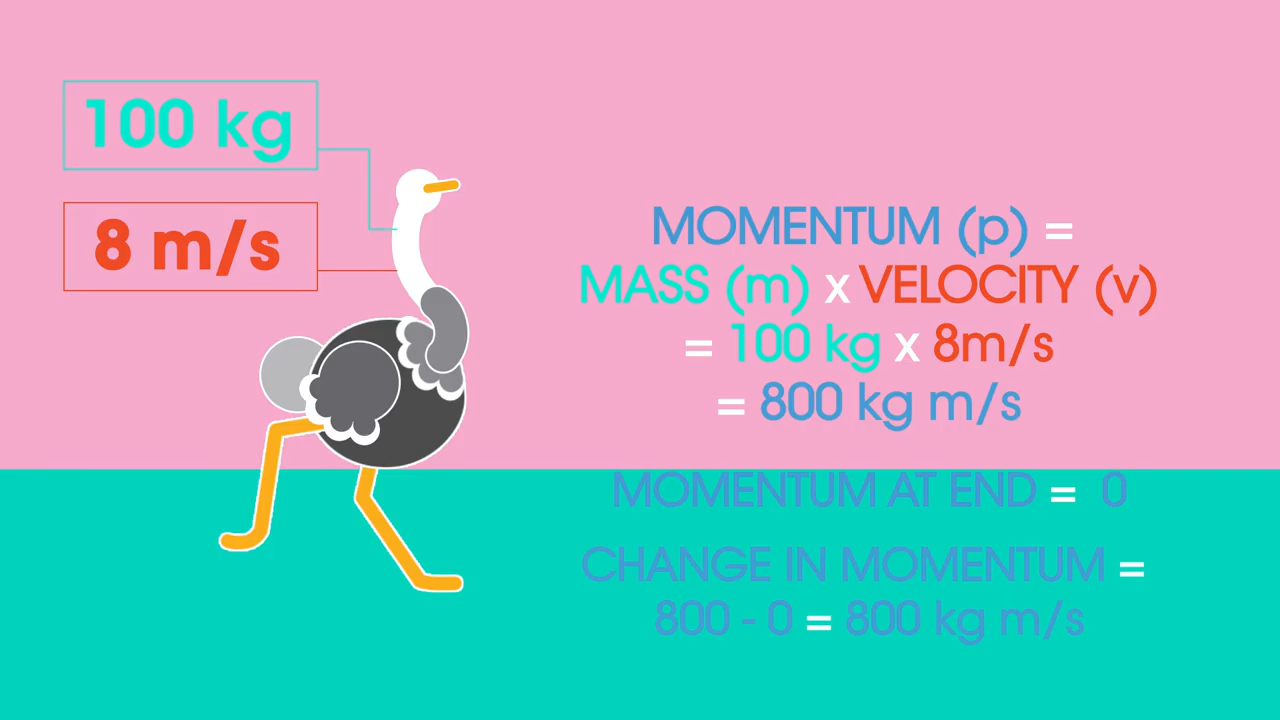 100 kg
8 m/s
MOMENTUM (p) =
MASS (m) x VELOCITY (v)
= 100 kg x 8m/s
= 800 kg m/s
MOMENTUM AT END = 0
CHANGE IN MOMENTUM =
800 - 0 = 800 kg m/s